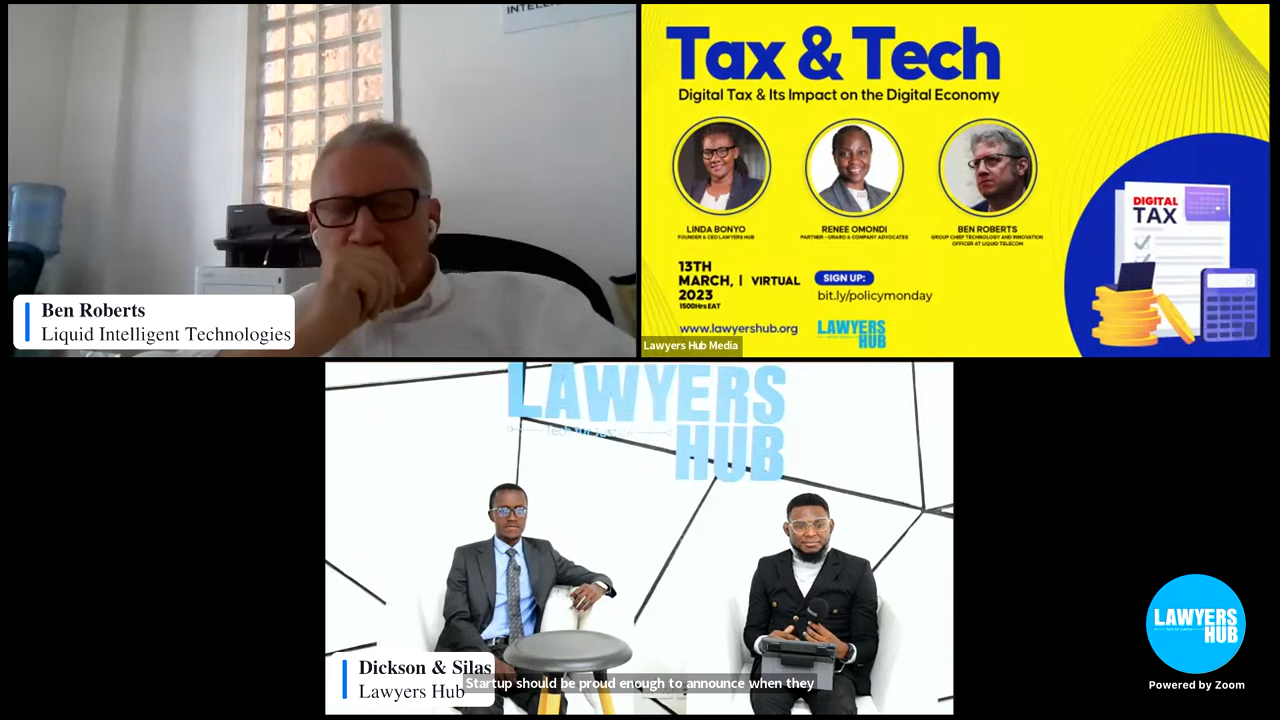 INTELLI
Ben Roberts
Liquid Intelligent Technologies
Tax & Tech
Digital Tax & Its Impact on the Digital Economy
LINDA BONYO
FOUNDER & CEO LAWYERS HUB
RENEE OMONDI
PARTNER - ORARO & COMPANY ADVOCATES
BEN ROBERTS
GROUP CHIEF TECHNOLOGY AND INNOVATION
OFFICER AT LIQUID TELECOM
13TH
MARCH, | VIRTUAL
2023
1500Hrs EAT
SIGN UP:
bit.ly/policymonday
www.lawyershub.org
LAWYERS
HUB
DIGITAL
TAX
Lawyers Hub Media
LAWYERS
Tech for Justice
HUB
Dickson & Silas
Lawyers Hub
Startup should be proud enough to announce when they
LAWYERS
HUB
Powered by Zoom